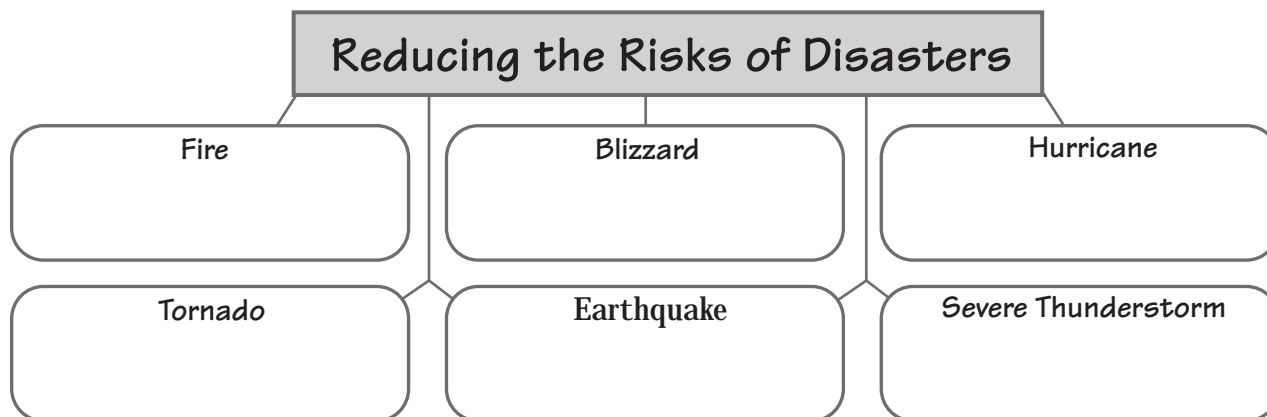 Reducing the Risks of Disasters
Fire
Blizzard
Hurricane
Tornado
Earthquake
Severe Thunderstorm